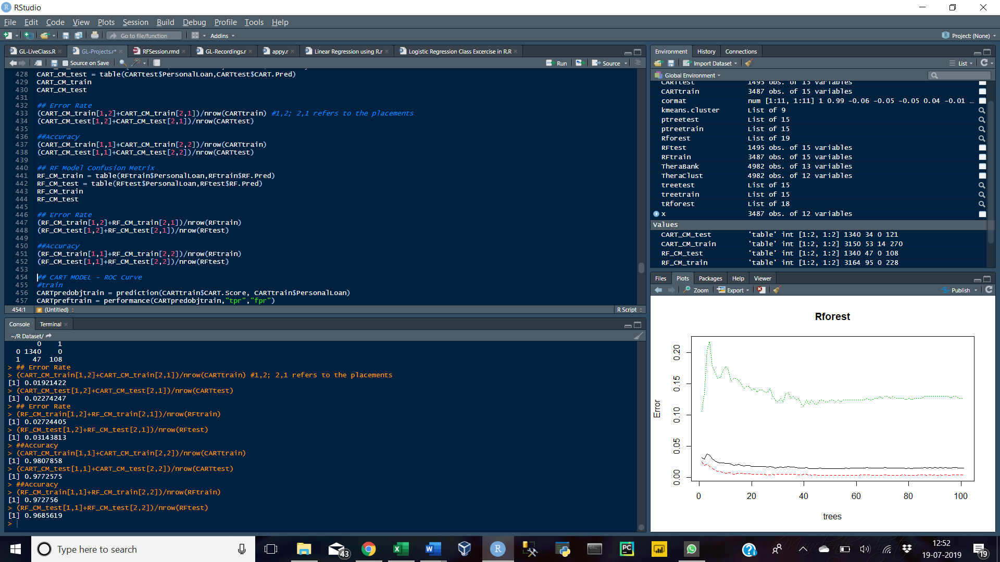 RStudio
File Edit Code View Plots Session Build Debug Profile Tools Help
Go to file/function Addins Project: (None)
GL-LiveClass.R GL-Projects.r* RFSession.rmd GL-Recordings.r appy.r Linear Regression using R.r Logistic Regression Class Excercise in R.R
Source on Save Run Source
428 CART_CM_test = table(CARTtest$PersonalLoan,CARTtest$CART.Pred)
429 CART_CM_train
430 CART_CM_test
431
432 ## Error Rate
433 (CART_CM_train[1,2]+CART_CM_train[2,1])/nrow(CARTtrain) #1,2; 2,1 refers to the placements
434 (CART_CM_test[1,2]+CART_CM_test[2,1])/nrow(CARTtest)
435
436 ##Accuracy
437 (CART_CM_train[1,1]+CART_CM_train[2,2])/nrow(CARTtrain)
438 (CART_CM_test[1,1]+CART_CM_test[2,2])/nrow(CARTtest)
439
440 ## RF Model Confusion Metrix
441 RF_CM_train = table(RFtrain$PersonalLoan,RFtrain$RF.Pred)
442 RF_CM_test = table(RFtest$PersonalLoan,RFtest$RF.Pred)
443 RF_CM_train
444 RF_CM_test
445
446 ## Error Rate
447 (RF_CM_train[1,2]+RF_CM_train[2,1])/nrow(RFtrain)
448 (RF_CM_test[1,2]+RF_CM_test[2,1])/nrow(RFtest)
449
450 ##Accuracy
451 (RF_CM_train[1,1]+RF_CM_train[2,2])/nrow(RFtrain)
452 (RF_CM_test[1,1]+RF_CM_test[2,2])/nrow(RFtest)
453
454 ## CART MODEL - ROC Curve
455 #train
456 CARTpredobjtrain = prediction(CARTtrain$CART.Score, CARTtrain$PersonalLoan)
457 CARTpreftrain = performance(CARTpredobjtrain,"tpr","fpr")
454:1 # (Untitled) R Script
Console Terminal
~/R Dataset/
0 1
0 1340 0
1 47 108
> ## Error Rate
> (CART_CM_train[1,2]+CART_CM_train[2,1])/nrow(CARTtrain) #1,2; 2,1 refers to the placements
[1] 0.01921422
> (CART_CM_test[1,2]+CART_CM_test[2,1])/nrow(CARTtest)
[1] 0.02274247
> ## Error Rate
> (RF_CM_train[1,2]+RF_CM_train[2,1])/nrow(RFtrain)
[1] 0.02724405
> (RF_CM_test[1,2]+RF_CM_test[2,1])/nrow(RFtest)
[1] 0.03143813
> ##Accuracy
> (CART_CM_train[1,1]+CART_CM_train[2,2])/nrow(CARTtrain)
[1] 0.9807858
> (CART_CM_test[1,1]+CART_CM_test[2,2])/nrow(CARTtest)
[1] 0.9772575
> ##Accuracy
> (RF_CM_train[1,1]+RF_CM_train[2,2])/nrow(RFtrain)
[1] 0.972756
> (RF_CM_test[1,1]+RF_CM_test[2,2])/nrow(RFtest)
[1] 0.9685619
>
Environment History Connections
Import Dataset List
Global Environment
CARTtest 1495 obs. of 15 variables
CARTtrain 3487 obs. of 15 variables
cormat num [1:11, 1:11] 1 0.99 -0.06 -0.05 -0.05 0.04 -0.01 …
kmeans.cluster List of 9
ptreetest List of 15
ptreetrain List of 15
Rforest List of 19
RFtest 1495 obs. of 15 variables
RFtrain 3487 obs. of 15 variables
TheraBank 4982 obs. of 13 variables
TheraClust 4982 obs. of 12 variables
treetest List of 15
treetrain List of 15
tRforest List of 18
x 3487 obs. of 12 variables
Values
CART_CM_test 'table' int [1:2, 1:2] 1340 34 0 121
CART_CM_train 'table' int [1:2, 1:2] 3150 53 14 270
RF_CM_test 'table' int [1:2, 1:2] 1340 47 0 108
RF_CM_train 'table' int [1:2, 1:2] 3164 95 0 228
Files Plots Packages Help Viewer
Zoom Export Publish
Rforest
Error
0.20
0.15
0.10
0.05
0.00
0 20 40 60 80 100
trees
Type here to search
43
12:52
19-07-2019
19